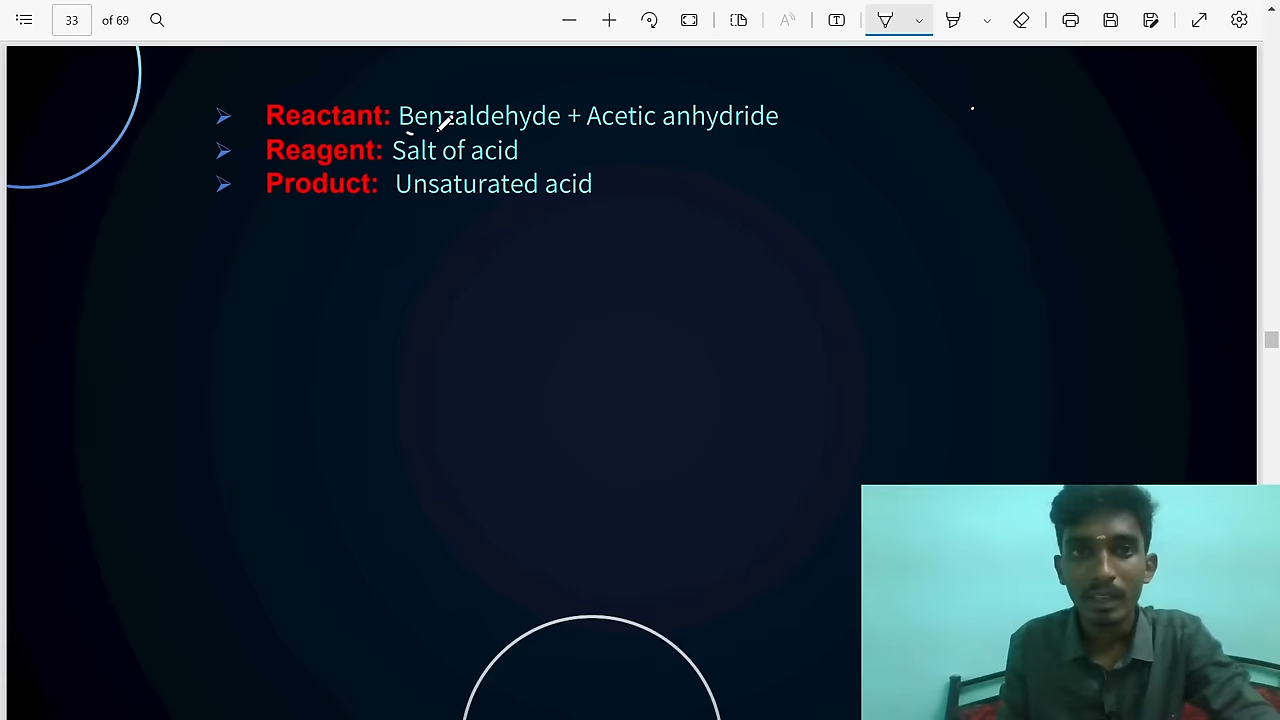 33 of 69
Reactant: Benzaldehyde + Acetic anhydride
Reagent: Salt of acid
Product: Unsaturated acid